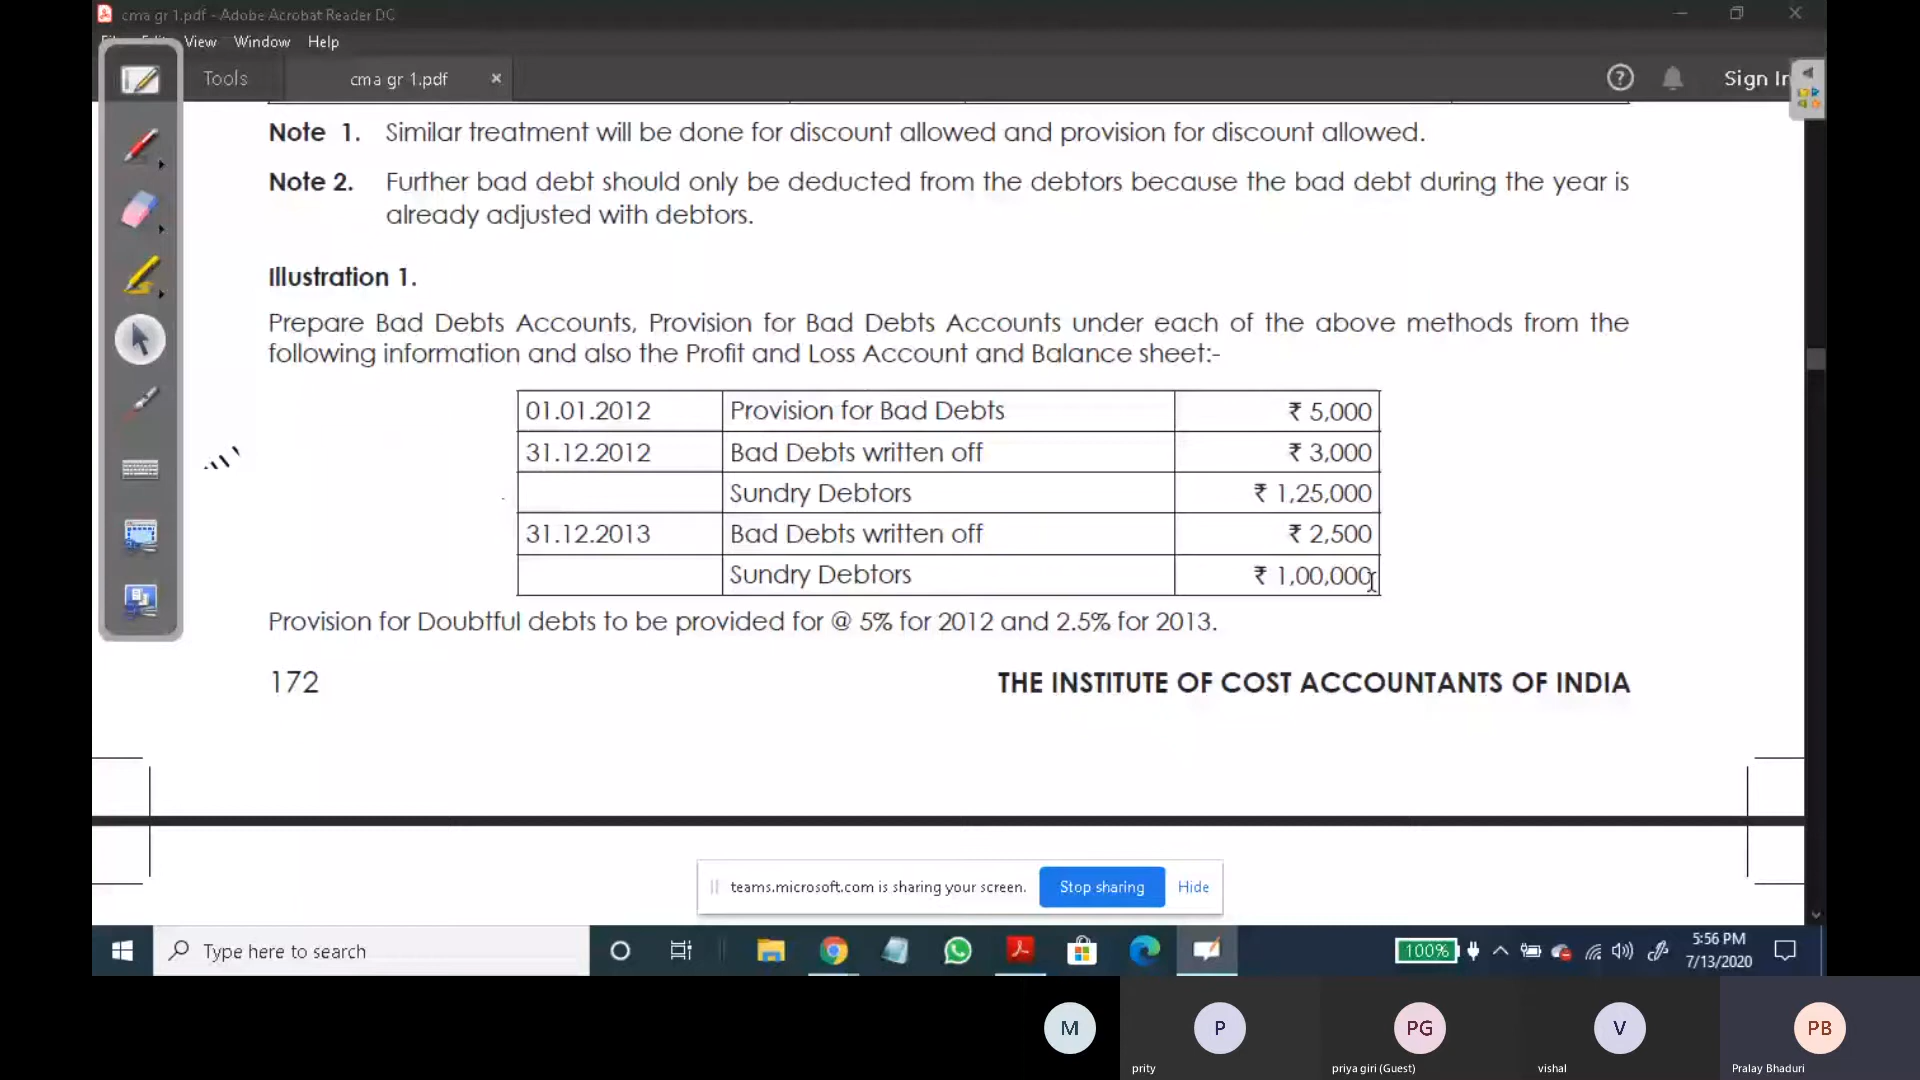 cma gr 1.pdf - Adobe Acrobat Reader DC
View Window Help
Tools cma gr 1.pdf × Sign In
Note 1. Similar treatment will be done for discount allowed and provision for discount allowed.
Note 2. Further bad debt should only be deducted from the debtors because the bad debt during the year is
already adjusted with debtors.
Illustration 1.
Prepare Bad Debts Accounts, Provision for Bad Debts Accounts under each of the above methods from the
following information and also the Profit and Loss Account and Balance sheet:-
01.01.2012 Provision for Bad Debts ₹ 5,000
31.12.2012 Bad Debts written off ₹ 3,000
Sundry Debtors ₹ 1,25,000
31.12.2013 Bad Debts written off ₹ 2,500
Sundry Debtors ₹ 1,00,000
Provision for Doubtful debts to be provided for @ 5% for 2012 and 2.5% for 2013.
172 THE INSTITUTE OF COST ACCOUNTANTS OF INDIA
teams.microsoft.com is sharing your screen. Stop sharing Hide
Type here to search 100% 5:56 PM
7/13/2020
M P PG V PB
prity priya giri (Guest) vishal Pralay Bhaduri